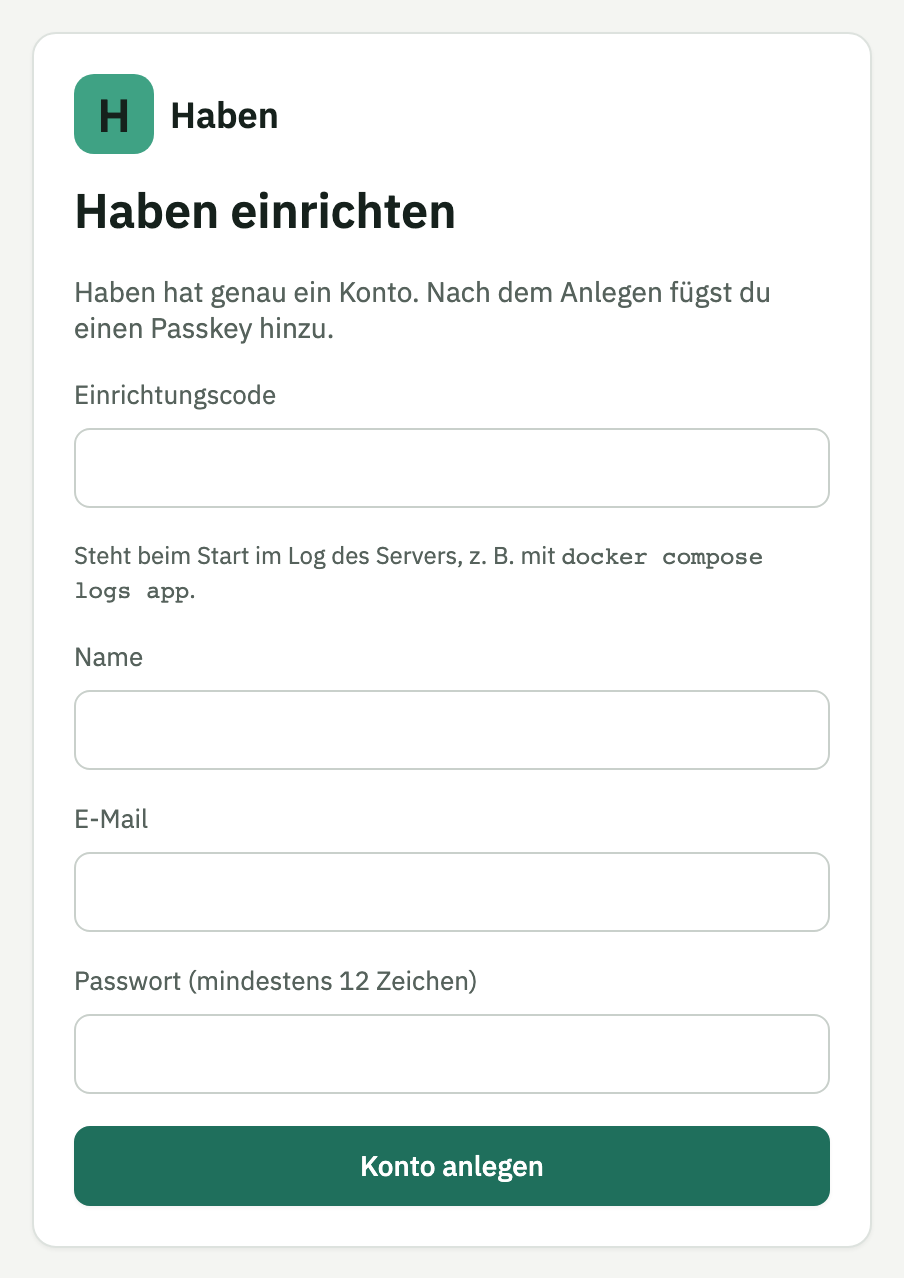 H
Haben
Haben einrichten
Haben hat genau ein Konto. Nach dem Anlegen fügst du
einen Passkey hinzu.
Einrichtungscode
Steht beim Start im Log des Servers, z. B. mit docker compose
logs app.
Name
E-Mail
Passwort (mindestens 12 Zeichen)
Konto anlegen